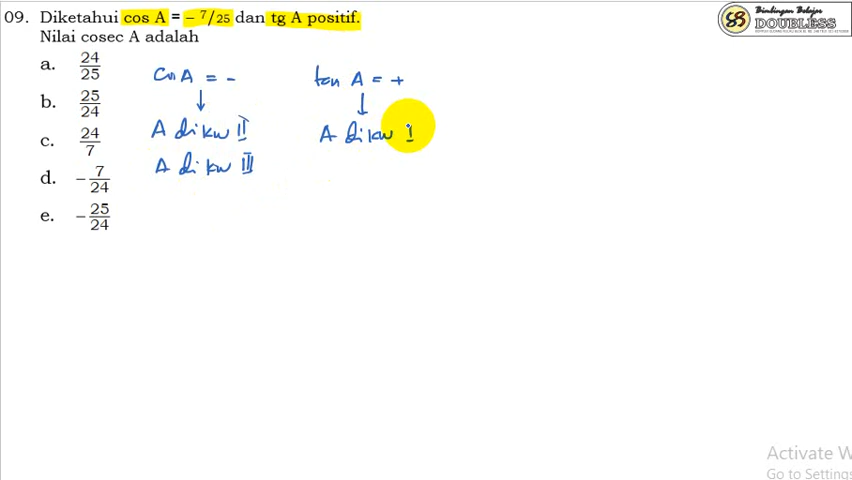 09. Diketahui cos A = – 7/25 dan tg A positif.
Nilai cosec A adalah
a. 24/25
b. 25/24
c. 24/7
d. – 7/24
e. – 25/24
cos A = –
A di kw II
A di kw III
tan A = +
A di kw I
Bimbingan Belajar
DOUBLESS
Activate W
Go to Setting